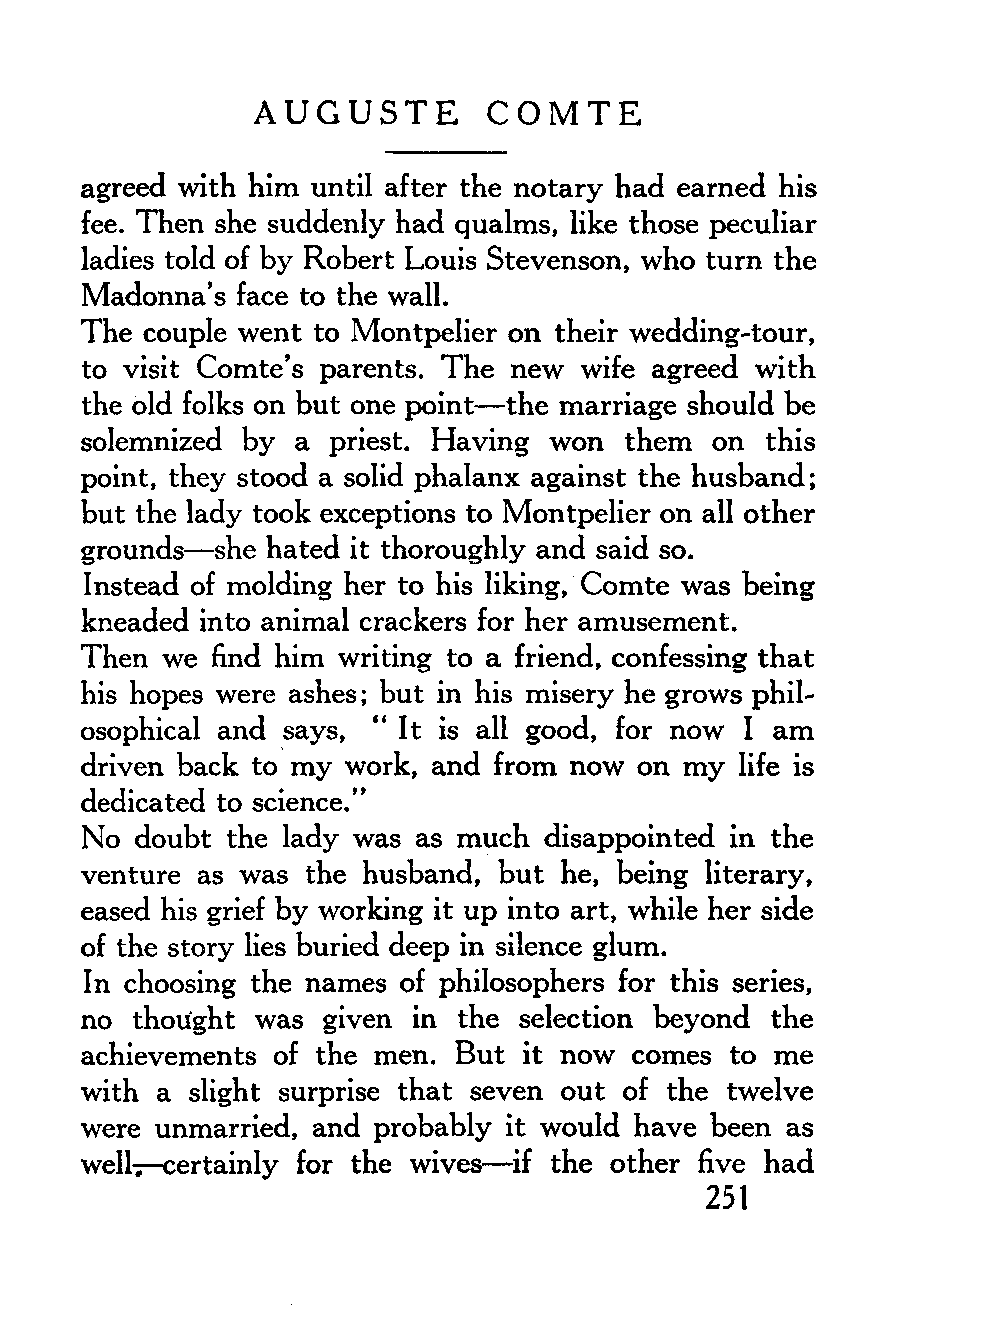 AUGUSTE COMTE
agreed with him until after the notary had earned his
fee. Then she suddenly had qualms, like those peculiar
ladies told of by Robert Louis Stevenson, who turn the
Madonna's face to the wall.
The couple went to Montpelier on their wedding-tour,
to visit Comte's parents. The new wife agreed with
the old folks on but one point—the marriage should be
solemnized by a priest. Having won them on this
point, they stood a solid phalanx against the husband;
but the lady took exceptions to Montpelier on all other
grounds—she hated it thoroughly and said so.
Instead of molding her to his liking, Comte was being
kneaded into animal crackers for her amusement.
Then we find him writing to a friend, confessing that
his hopes were ashes; but in his misery he grows phil-
osophical and says, " It is all good, for now I am
driven back to my work, and from now on my life is
dedicated to science."
No doubt the lady was as much disappointed in the
venture as was the husband, but he, being literary,
eased his grief by working it up into art, while her side
of the story lies buried deep in silence glum.
In choosing the names of philosophers for this series,
no thought was given in the selection beyond the
achievements of the men. But it now comes to me
with a slight surprise that seven out of the twelve
were unmarried, and probably it would have been as
well,—certainly for the wives—if the other five had
251